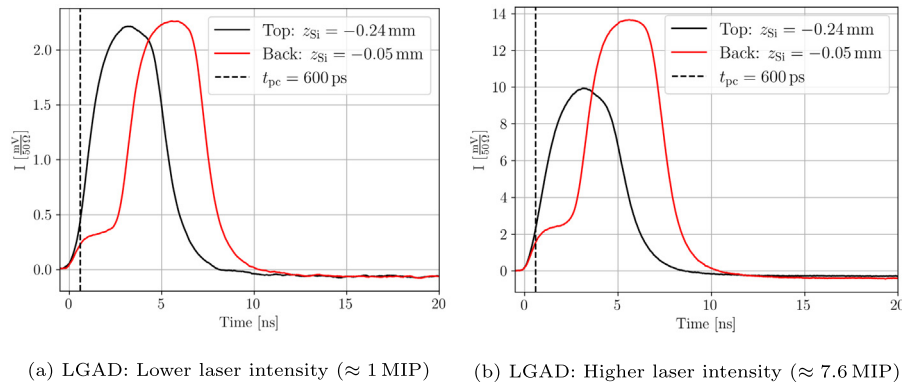 2.0
1.5
1.0
0.5
0.0
I [mV/50 Ω]
0 5 10 15 20
Time [ns]
Top: z_Si = −0.24 mm
Back: z_Si = −0.05 mm
t_pc = 600 ps
(a) LGAD: Lower laser intensity (≈ 1 MIP)
14
12
10
8
6
4
2
0
I [mV/50 Ω]
0 5 10 15 20
Time [ns]
Top: z_Si = −0.24 mm
Back: z_Si = −0.05 mm
t_pc = 600 ps
(b) LGAD: Higher laser intensity (≈ 7.6 MIP)